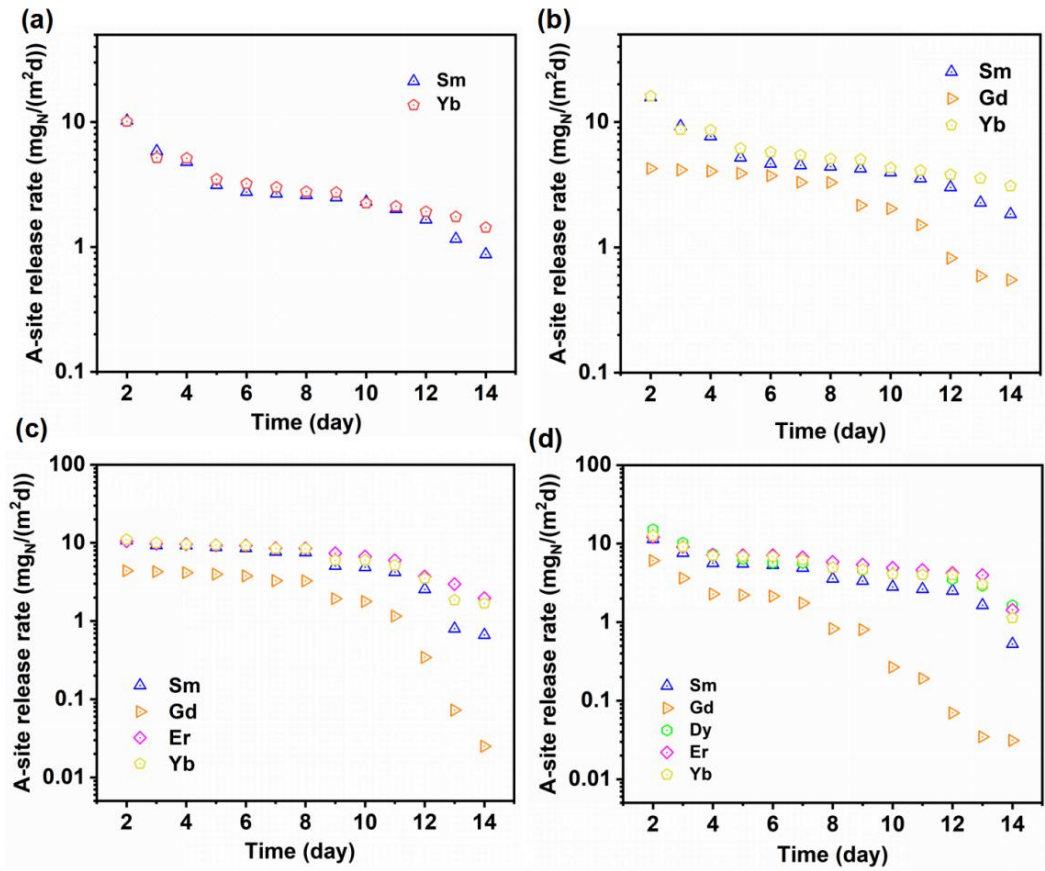 (a)
A-site release rate (mg_N/(m²d))
10
1
0.1
Sm
Yb
2 4 6 8 10 12 14
Time (day)
(b)
A-site release rate (mg_N/(m²d))
10
1
0.1
Sm
Gd
Yb
2 4 6 8 10 12 14
Time (day)
(c)
A-site release rate (mg_N/(m²d))
100
10
1
0.1
0.01
Sm
Gd
Er
Yb
2 4 6 8 10 12 14
Time (day)
(d)
A-site release rate (mg_N/(m²d))
100
10
1
0.1
0.01
Sm
Gd
Dy
Er
Yb
2 4 6 8 10 12 14
Time (day)